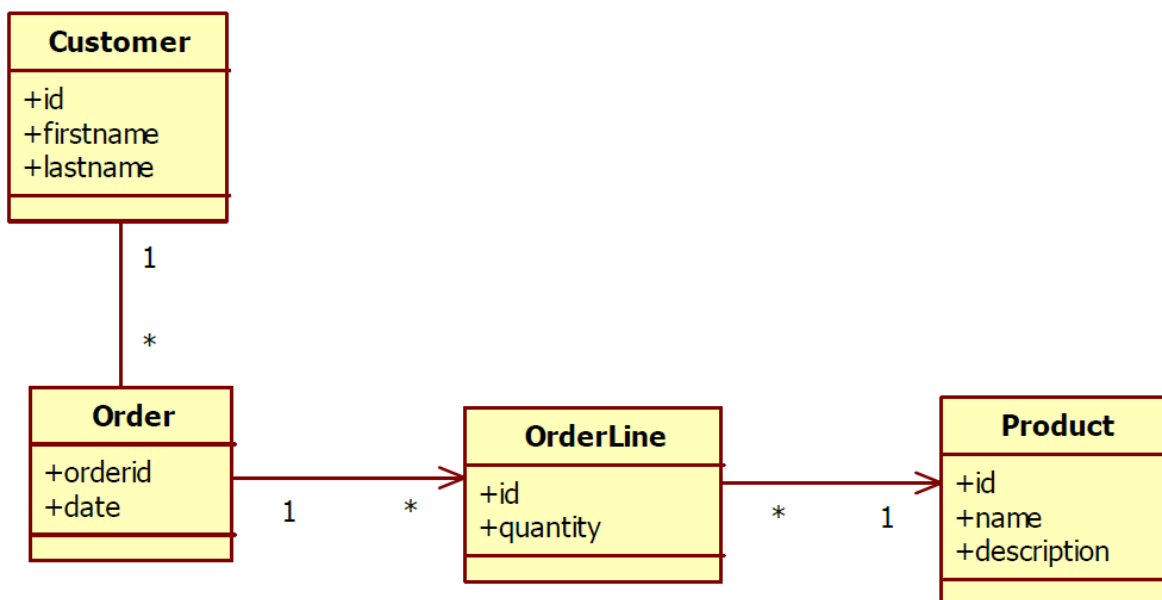 Customer
+id
+firstname
+lastname
1
*
Order
+orderid
+date
1
*
OrderLine
+id
+quantity
*
1
Product
+id
+name
+description